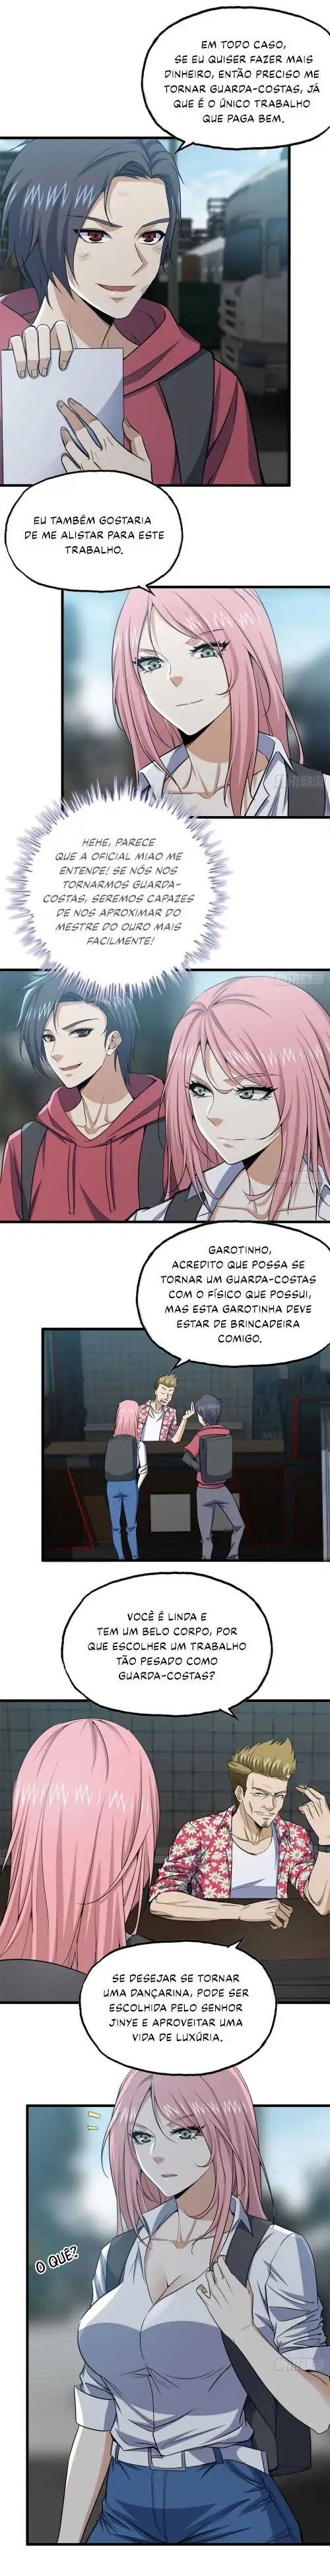 EM TODO CASO,
SE EU QUISER FAZER MAIS
DINHEIRO, ENTÃO PRECISO ME
TORNAR GUARDA-COSTAS, JÁ
QUE É O ÚNICO TRABALHO
QUE PAGA BEM.
EU TAMBÉM GOSTARIA
DE ME ALISTAR PARA ESTE
TRABALHO.
HEHE, PARECE
QUE A OFICIAL MIAO ME
ENTENDE! SE NÓS NOS
TORNARMOS GUARDA-
COSTAS, SEREMOS CAPAZES
DE NOS APROXIMAR DO
MESTRE DO OURO MAIS
FACILMENTE!
GAROTINHO,
ACREDITO QUE POSSA SE
TORNAR UM GUARDA-COSTAS
COM O FÍSICO QUE POSSUI,
MAS ESTA GAROTINHA DEVE
ESTAR DE BRINCADEIRA
COMIGO.
VOCÊ É LINDA E
TEM UM BELO CORPO, POR
QUE ESCOLHER UM TRABALHO
TÃO PESADO COMO
GUARDA-COSTAS?
SE DESEJAR SE TORNAR
UMA DANÇARINA, PODE SER
ESCOLHIDA PELO SENHOR
JINYE E APROVEITAR UMA
VIDA DE LUXÚRIA.
O QUÊ?